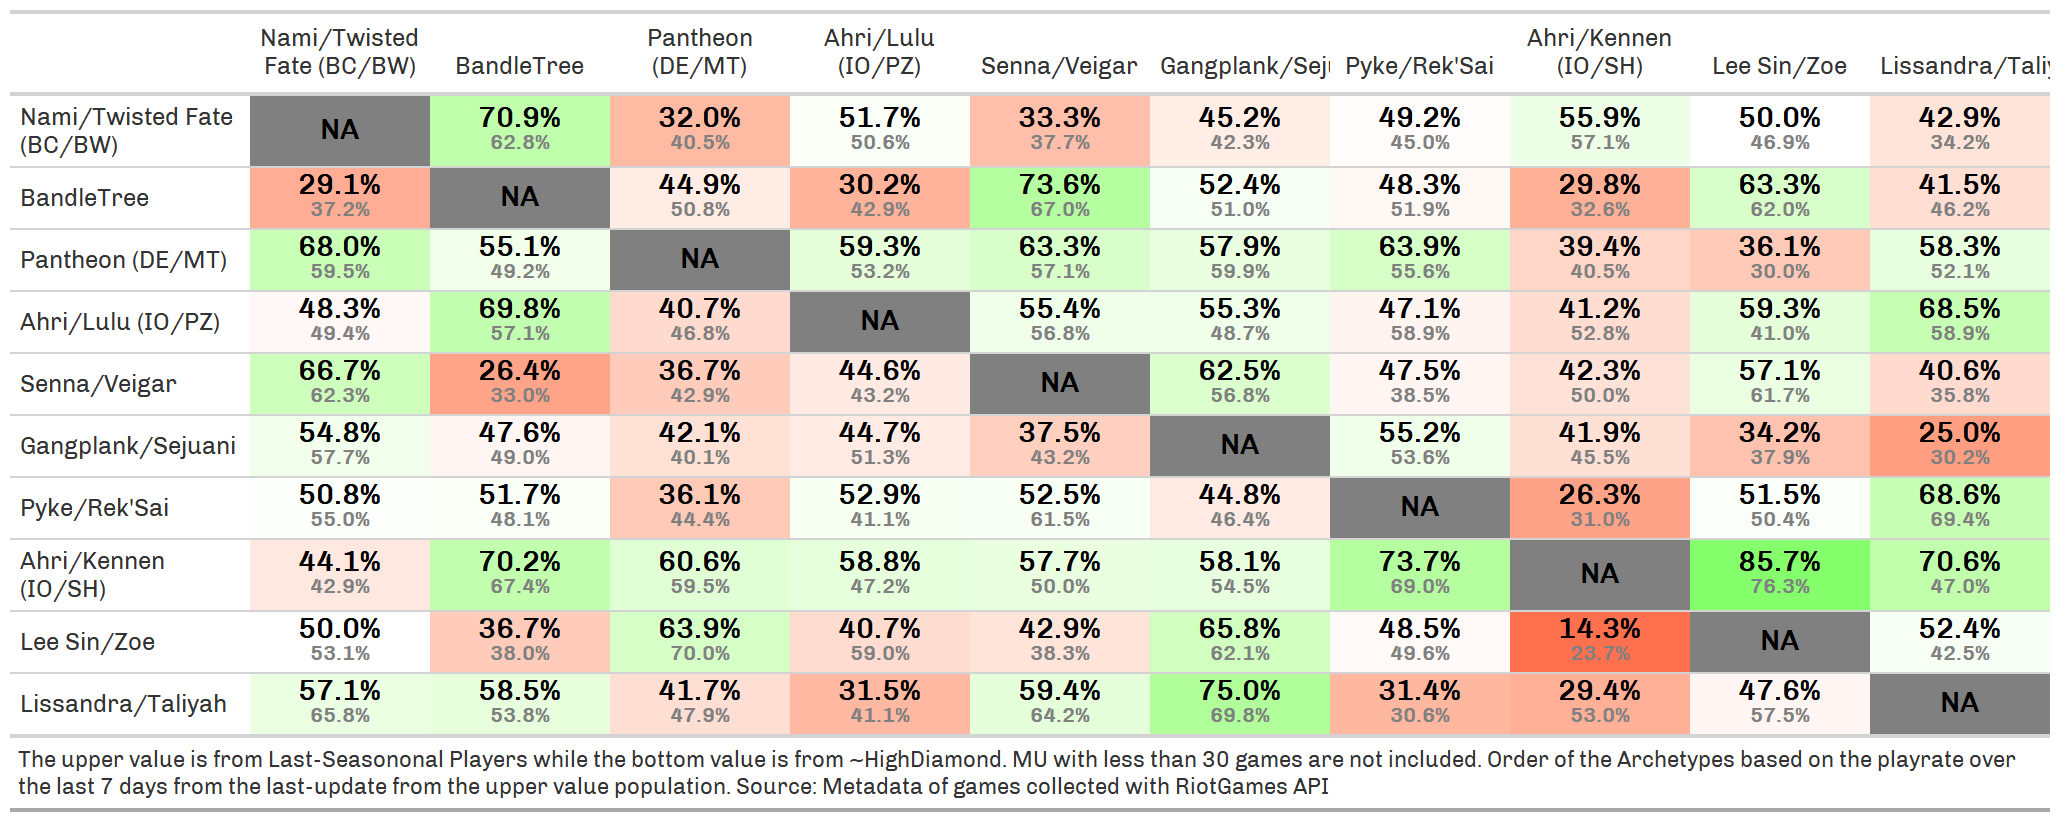 Nami/Twisted Fate (BC/BW) BandleTree Pantheon (DE/MT) Ahri/Lulu (IO/PZ) Senna/Veigar Gangplank/Sej Pyke/Rek'Sai Ahri/Kennen (IO/SH) Lee Sin/Zoe Lissandra/Taliy
Nami/Twisted Fate (BC/BW) NA 70.9% 32.0% 51.7% 33.3% 45.2% 49.2% 55.9% 50.0% 42.9%
62.8% 40.5% 50.6% 37.7% 42.3% 45.0% 57.1% 46.9% 34.2%
BandleTree 29.1% NA 44.9% 30.2% 73.6% 52.4% 48.3% 29.8% 63.3% 41.5%
37.2% 50.8% 42.9% 67.0% 51.0% 51.9% 32.6% 62.0% 46.2%
Pantheon (DE/MT) 68.0% 55.1% NA 59.3% 63.3% 57.9% 63.9% 39.4% 36.1% 58.3%
59.5% 49.2% 53.2% 57.1% 59.9% 55.6% 40.5% 30.0% 52.1%
Ahri/Lulu (IO/PZ) 48.3% 69.8% 40.7% NA 55.4% 55.3% 47.1% 41.2% 59.3% 68.5%
49.4% 57.1% 46.8% 56.8% 48.7% 58.9% 52.8% 41.0% 58.9%
Senna/Veigar 66.7% 26.4% 36.7% 44.6% NA 62.5% 47.5% 42.3% 57.1% 40.6%
62.3% 33.0% 42.9% 43.2% 56.8% 38.5% 50.0% 61.7% 35.8%
Gangplank/Sejuani 54.8% 47.6% 42.1% 44.7% 37.5% NA 55.2% 41.9% 34.2% 25.0%
57.7% 49.0% 40.1% 51.3% 43.2% 53.6% 45.5% 37.9% 30.2%
Pyke/Rek'Sai 50.8% 51.7% 36.1% 52.9% 52.5% 44.8% NA 26.3% 51.5% 68.6%
55.0% 48.1% 44.4% 41.1% 61.5% 46.4% 31.0% 50.4% 69.4%
Ahri/Kennen (IO/SH) 44.1% 70.2% 60.6% 58.8% 57.7% 58.1% 73.7% NA 85.7% 70.6%
42.9% 67.4% 59.5% 47.2% 50.0% 54.5% 69.0% 76.3% 47.0%
Lee Sin/Zoe 50.0% 36.7% 63.9% 40.7% 42.9% 65.8% 48.5% 14.3% NA 52.4%
53.1% 38.0% 70.0% 59.0% 38.3% 62.1% 49.6% 23.7% 42.5%
Lissandra/Taliyah 57.1% 58.5% 41.7% 31.5% 59.4% 75.0% 31.4% 29.4% 47.6% NA
65.8% 53.8% 47.9% 41.1% 64.2% 69.8% 30.6% 53.0% 57.5%
The upper value is from Last-Seasononal Players while the bottom value is from ~HighDiamond. MU with less than 30 games are not included. Order of the Archetypes based on the playrate over
the last 7 days from the last-update from the upper value population. Source: Metadata of games collected with RiotGames API